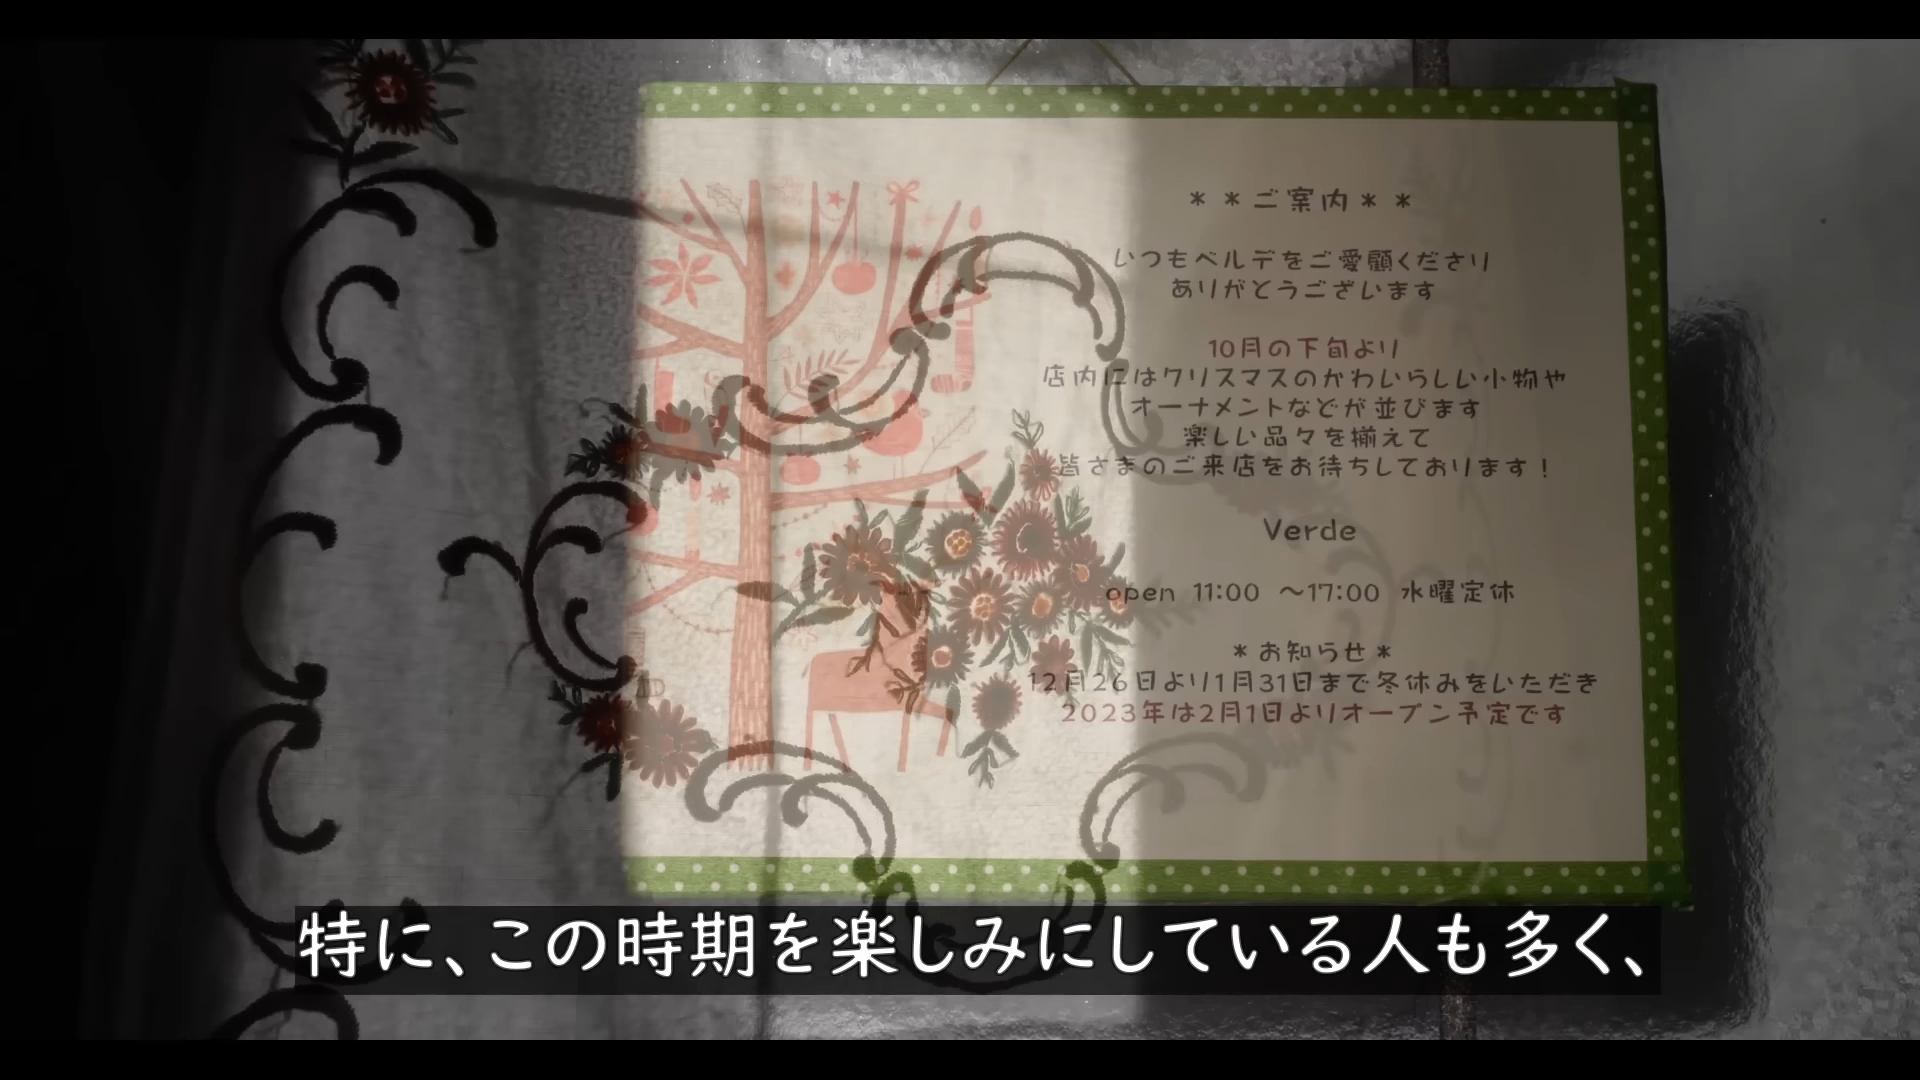 ＊＊ご案内＊＊
いつもベルデをご愛顧くださり
ありがとうございます
10月の下旬より
店内にはクリスマスのかわいらしい小物や
オーナメントなどが並びます
楽しい品々を揃えて
皆さまのご来店をお待ちしております！
Verde
open 11:00 ～17:00 水曜定休
＊お知らせ＊
12月26日より1月31日まで冬休みをいただき
2023年は2月1日よりオープン予定です
特に、この時期を楽しみにしている人も多く、